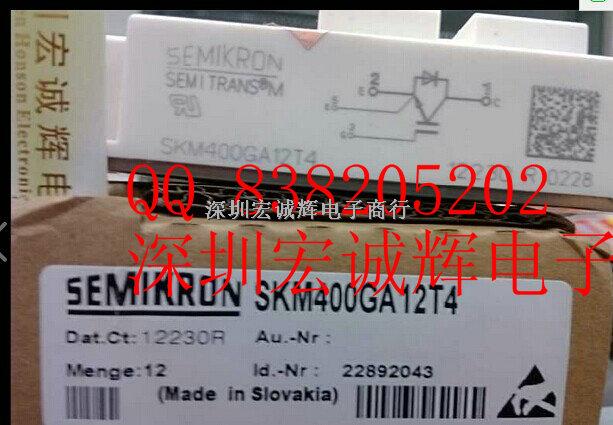 宏诚辉电
Honson Electroni
SEMIKRON
SEMITRANS®M
SKM400GA12T4
2
E
1
C
QQ 838205202
深圳宏诚辉电子商行
深圳宏诚辉电子
SEMIKRON SKM400GA12T4
Dat.Ct: 12230R Au.-Nr :
Menge: 12 Id.-Nr : 22892043
(Made in Slovakia)